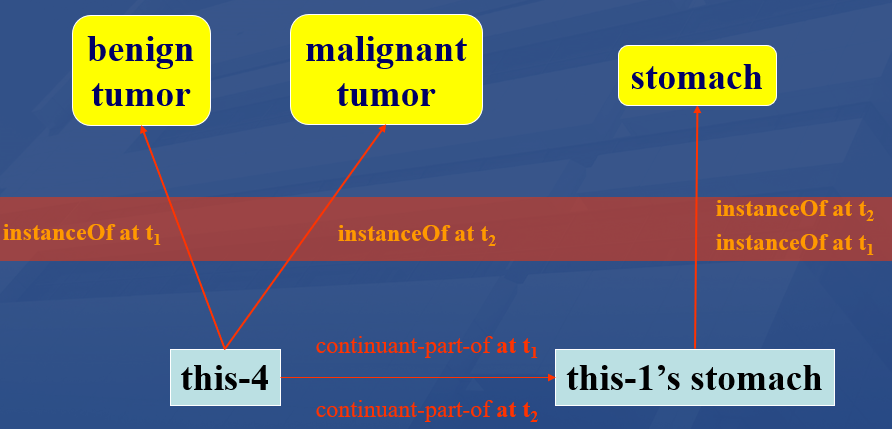 benign
tumor
malignant
tumor
stomach
instanceOf at t1
instanceOf at t2
instanceOf at t2
instanceOf at t1
continuant-part-of at t1
this-4
this-1’s stomach
continuant-part-of at t2